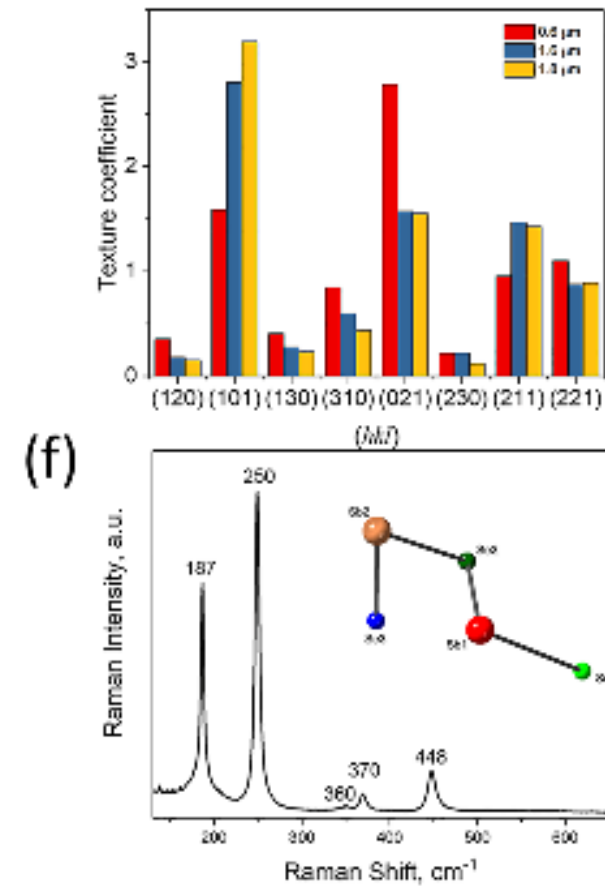 3
2
1
0
Texture coefficient
0.6 µm
1.6 µm
1.8 µm
(120) (101) (130) (310) (021) (230) (211) (221)
(hkl)
(f)
Raman Intensity, a.u.
187
250
360
370
448
Sb2
Sb1
200 300 400 500 600
Raman Shift, cm-1